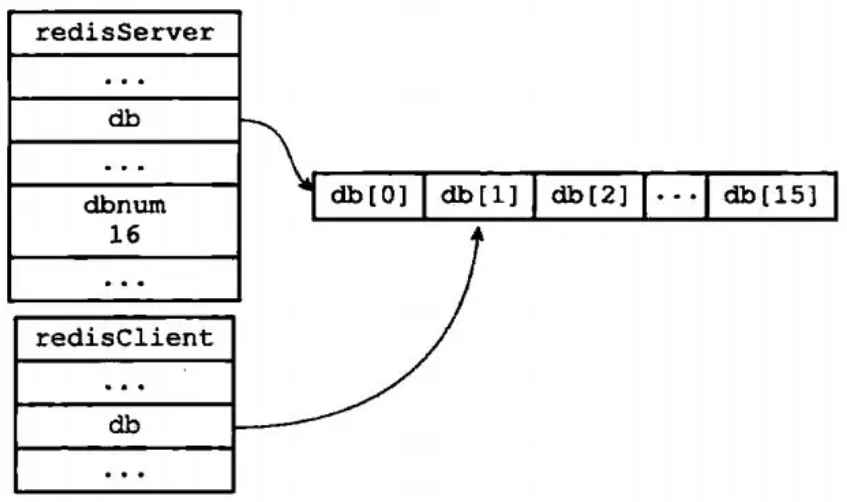 redisServer
...
db
...
dbnum
16
...
db[0] db[1] db[2] ... db[15]
redisClient
...
db
...